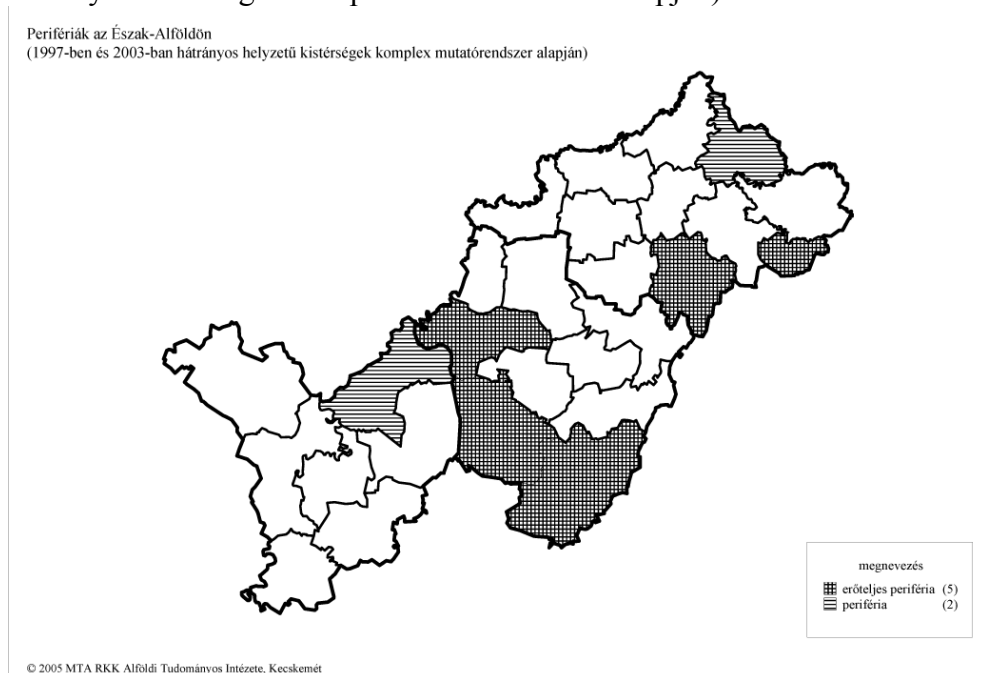 Perifériák az Észak-Alföldön
(1997-ben és 2003-ban hátrányos helyzetű kistérségek komplex mutatórendszer alapján)
megnevezés
erőteljes periféria (5)
periféria (2)
© 2005 MTA RKK Alföldi Tudományos Intézete, Kecskemét